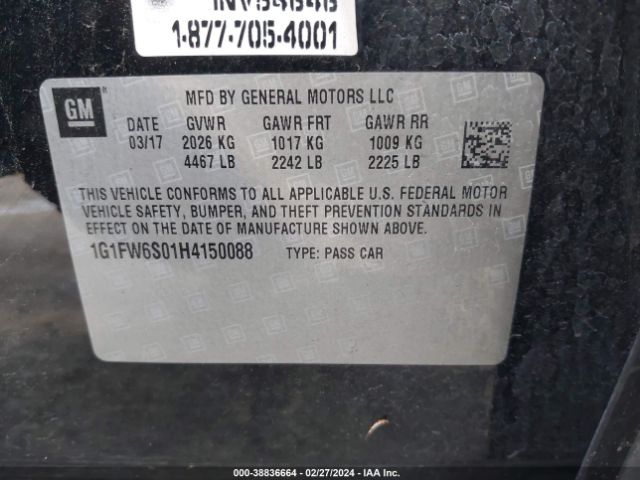 1-877-705-4001
GM
MFD BY GENERAL MOTORS LLC
DATE GVWR GAWR FRT GAWR RR
03/17 2026 KG 1017 KG 1009 KG
4467 LB 2242 LB 2225 LB
THIS VEHICLE CONFORMS TO ALL APPLICABLE U.S. FEDERAL MOTOR
VEHICLE SAFETY, BUMPER, AND THEFT PREVENTION STANDARDS IN
EFFECT ON THE DATE OF MANUFACTURE SHOWN ABOVE.
1G1FW6S01H4150088 TYPE: PASS CAR
000-38836664 - 02/27/2024 - IAA Inc.